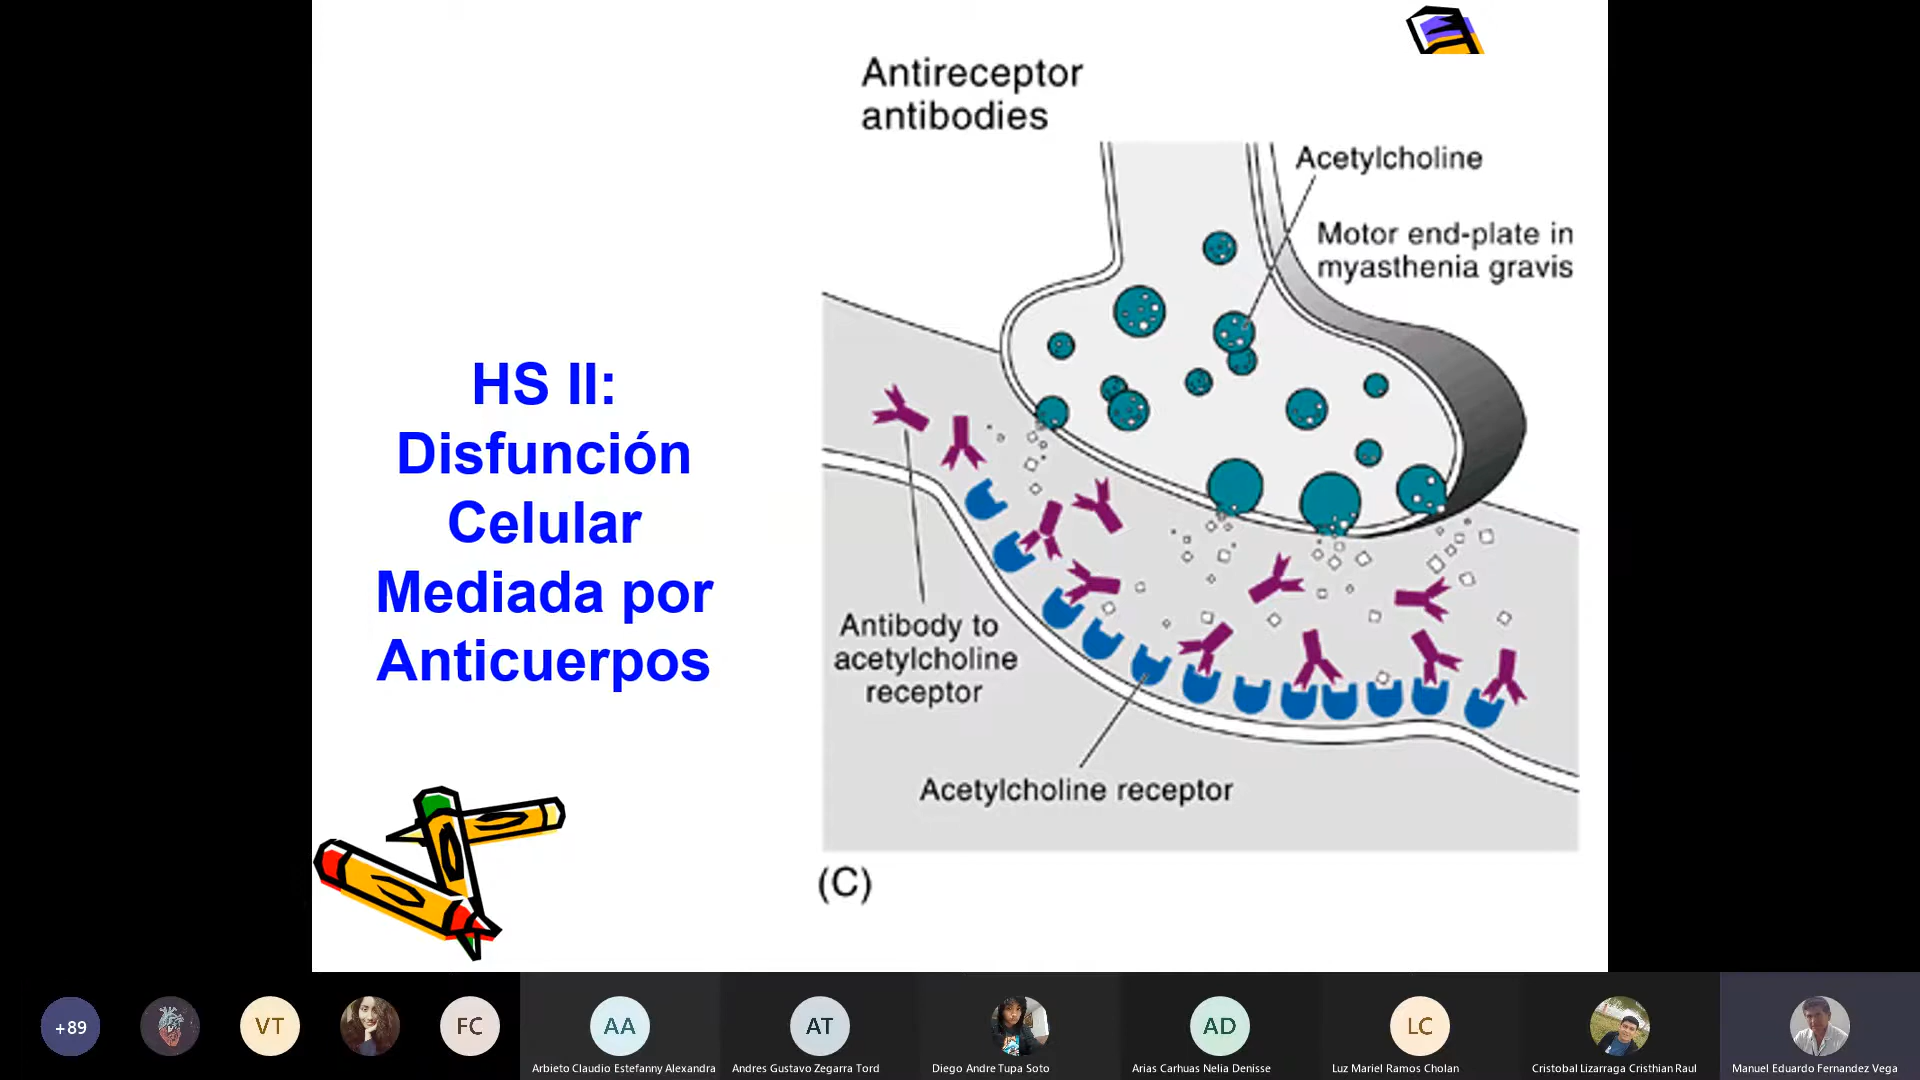 Antireceptor
antibodies
Acetylcholine
Motor end-plate in
myasthenia gravis
HS II:
Disfunción
Celular
Mediada por
Anticuerpos
Antibody to
acetylcholine
receptor
Acetylcholine receptor
(C)
+89
VT
FC
AA
AT
AD
LC
Arbieto Claudio Estefanny Alexandra
Andres Gustavo Zegarra Tord
Diego Andre Tupa Soto
Arias Carhuas Nelia Denisse
Luz Mariel Ramos Cholan
Cristobal Lizarraga Cristhian Raul
Manuel Eduardo Fernandez Vega